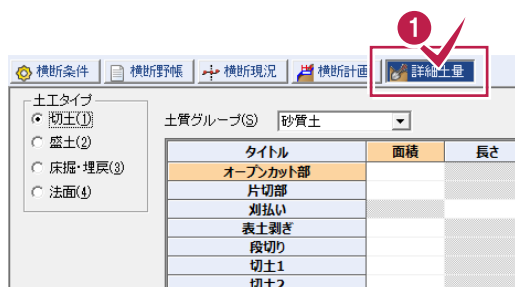 1
横断条件 横断野帳 横断現況 横断計画 詳細土量
土工タイプ
切土(1)
盛土(2)
床掘・埋戻(3)
法面(4)
土質グループ(S) 砂質土
タイトル 面積 長さ
オープンカット部
片切部
刈払い
表土剥ぎ
段切り
切土1
切土2